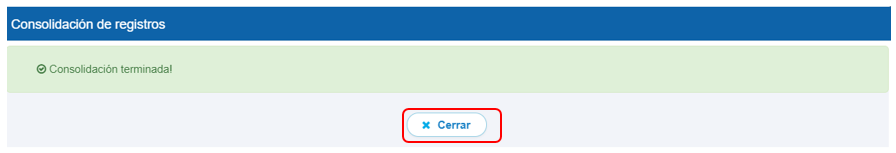 Consolidación de registros
Consolidación terminada!
Cerrar